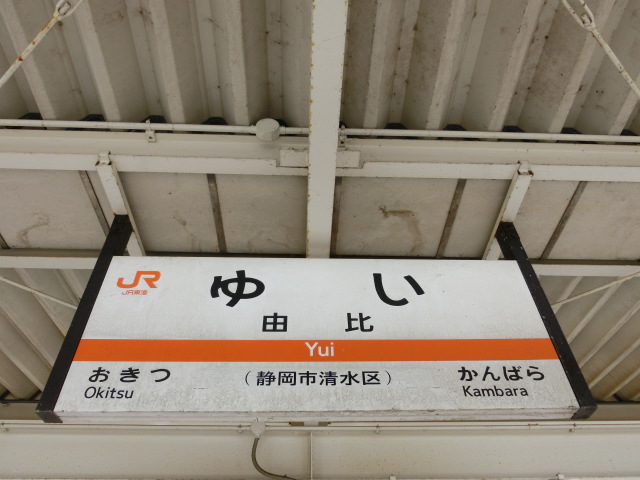 JR
JR東海
ゆい
由比
Yui
おきつ
Okitsu
(静岡市清水区)
かんばら
Kambara